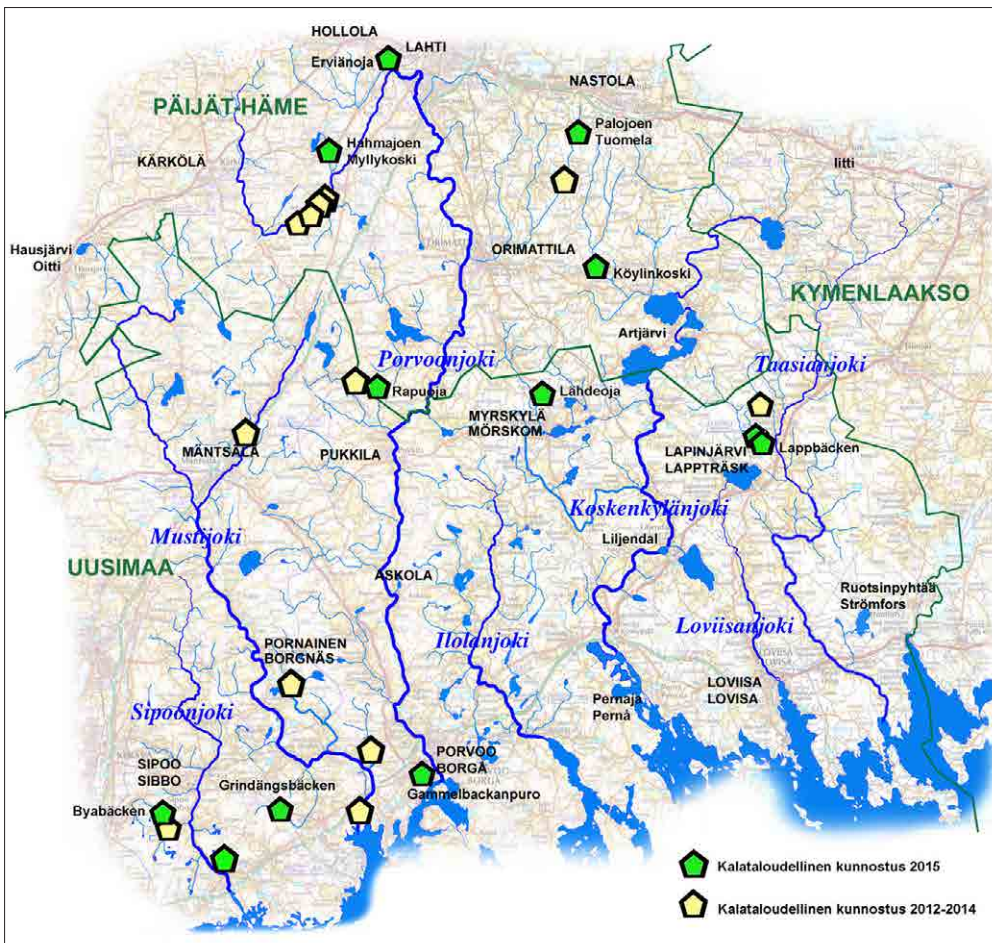 HOLLOLA
LAHTI
Erviänoja
NASTOLA
PÄIJÄT-HÄME
Palojoen
Tuomela
Hahmajoen
Myllykoski
KÄRKÖLÄ
Iitti
Hausjärvi
Oitti
ORIMATTILA
Köylinkoski
KYMENLAAKSO
Artjärvi
Porvoonjoki
Taasianjoki
Rapuoja
Lähdeoja
MYRSKYLÄ
MÖRSKOM
MÄNTSÄLÄ
PUKKILA
LAPINJÄRVI
LAPPTRÄSK
Lappbäcken
Koskenkylänjoki
Mustijoki
Liljendal
UUSIMAA
ASKOLA
Ruotsinpyhtää
Strömfors
Ilolanjoki
Loviisanjoki
PORNAINEN
BORGNÄS
LOVIISA
LOVISA
Pernaja
Pernå
Sipoonjoki
SIPOO
SIBBO
PORVOO
BORGÅ
Grindängsbäcken
Gammelbackanpuro
Byabäcken
Kalataloudellinen kunnostus 2015
Kalataloudellinen kunnostus 2012-2014